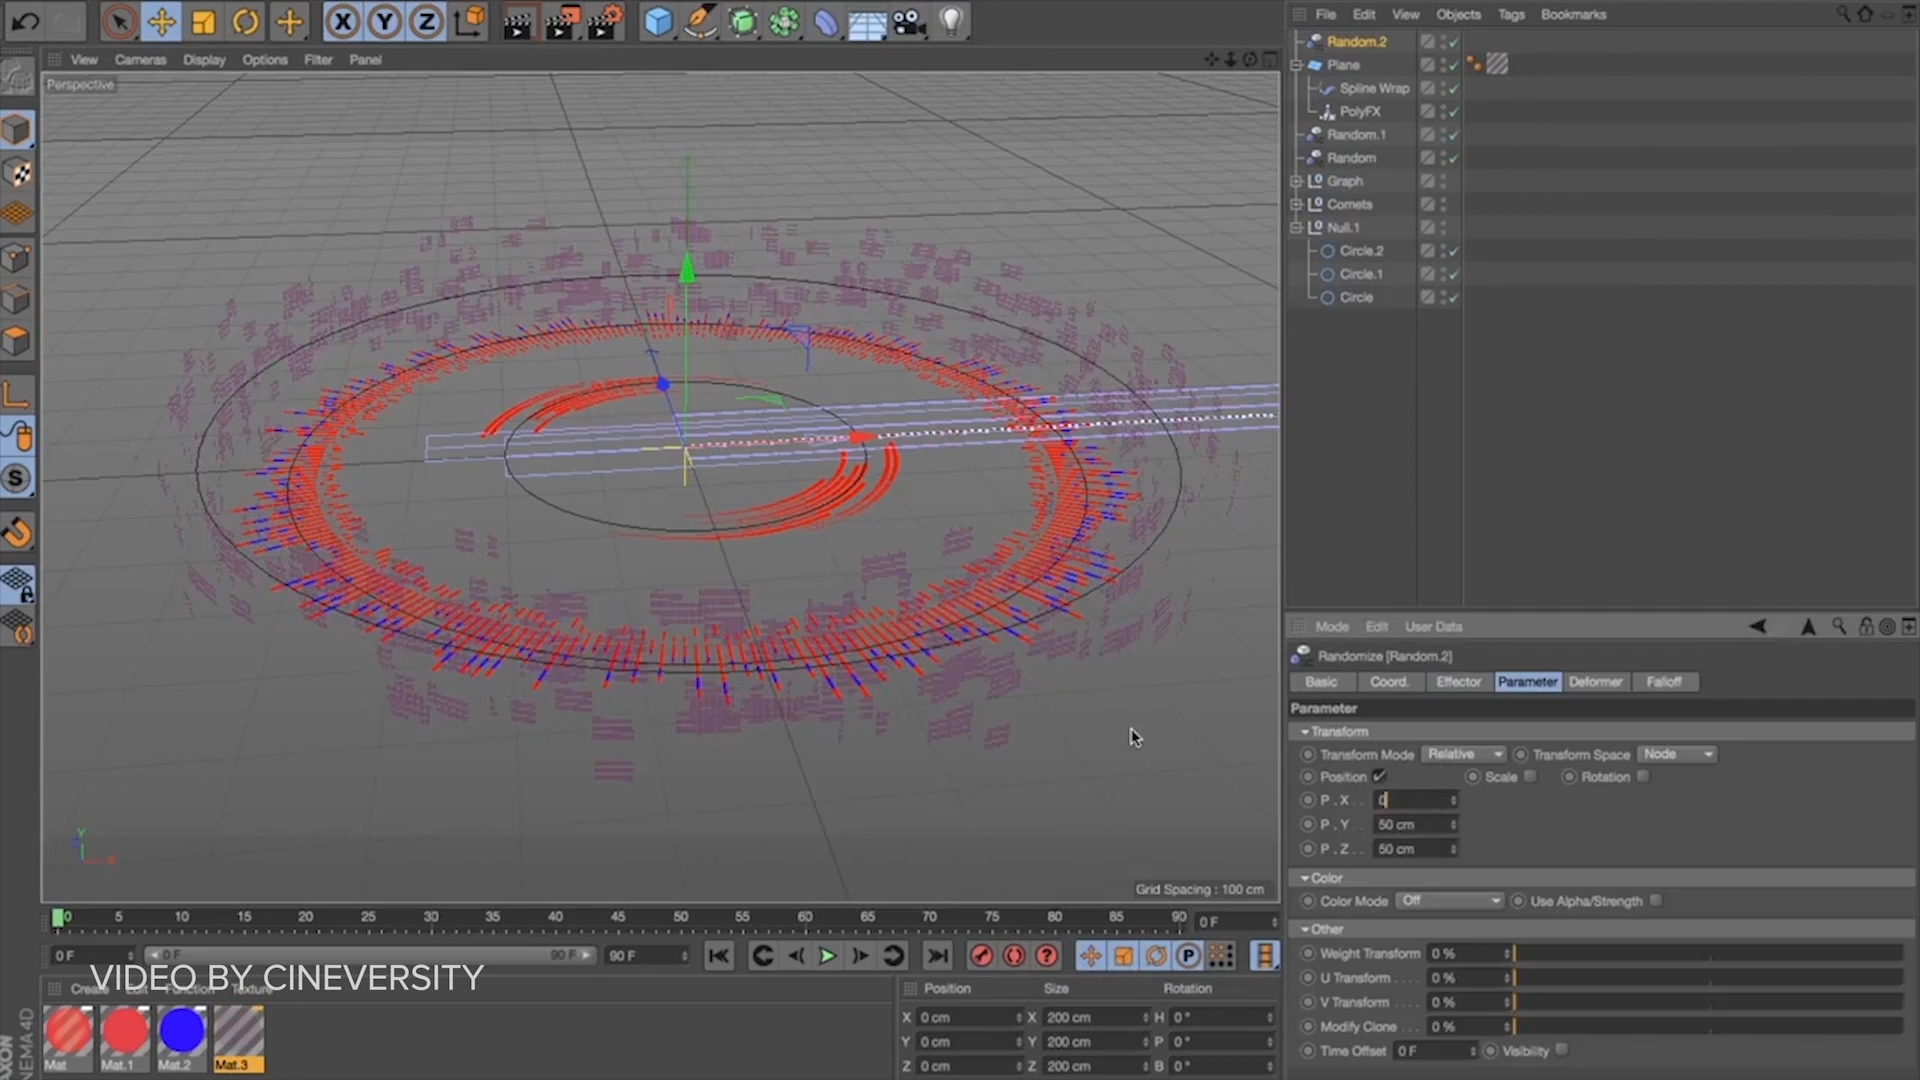 File Edit View Objects Tags Bookmarks
View Cameras Display Options Filter Panel
Perspective
Random.2
Plane
Spline Wrap
PolyFX
Random.1
Random
Graph
Comets
Null.1
Circle.2
Circle.1
Circle
Mode Edit User Data
Randomize [Random.2]
Basic Coord. Effector Parameter Deformer Falloff
Parameter
Transform
Transform Mode Relative Transform Space Node
Position Scale Rotation
P . X . . 0
P . Y . . . 50 cm
P . Z . . . 50 cm
Color
Color Mode Off Use Alpha/Strength
Other
Weight Transform 0 %
U Transform . . . . 0 %
V Transform . . . . 0 %
Modify Clone . . . 0 %
Time Offset 0 F Visibility
Grid Spacing : 100 cm
0 5 10 15 20 25 30 35 40 45 50 55 60 65 70 75 80 85 90 0 F
0 F 0 F 90 F 90 F
VIDEO BY CINEVERSITY
Create Edit Function Texture
Mat Mat.1 Mat.2 Mat.3
Position Size Rotation
X 0 cm X 200 cm H 0 °
Y 0 cm Y 200 cm P 0 °
Z 0 cm Z 200 cm B 0 °